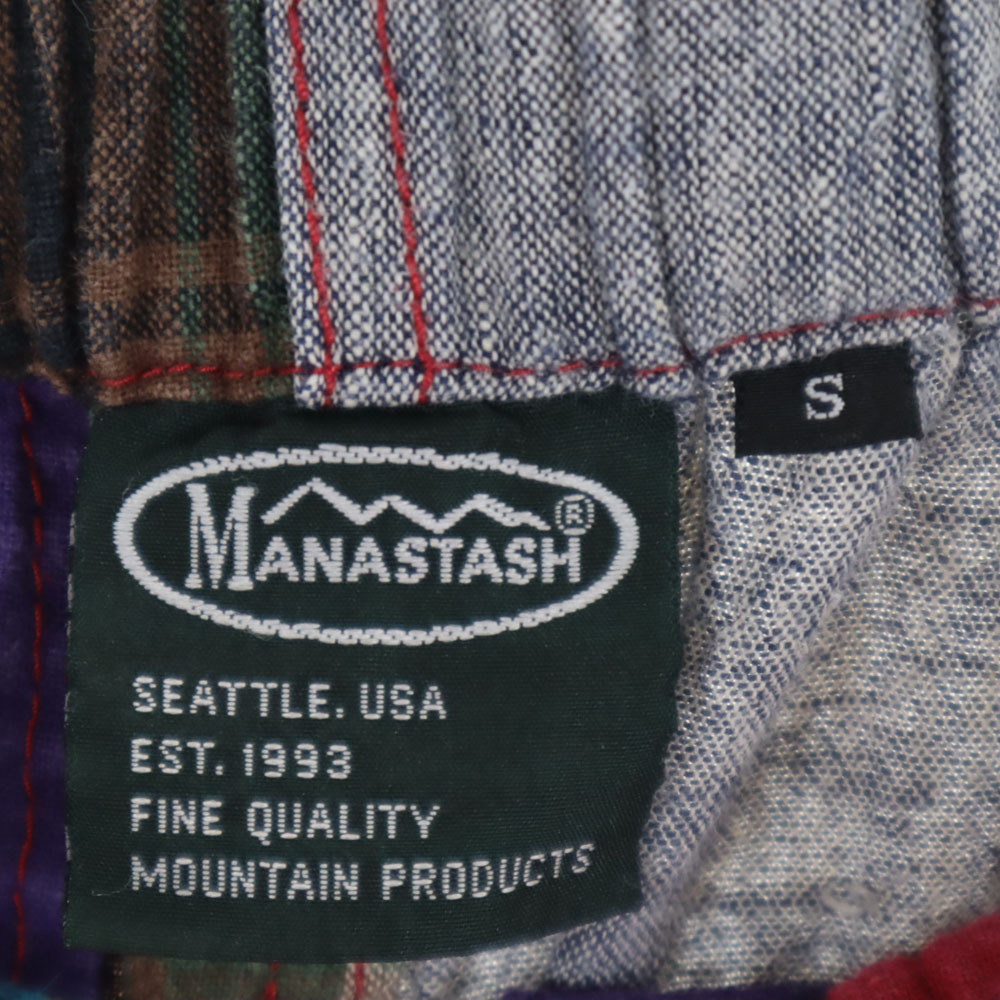 MANASTASH®
S
SEATTLE, USA
EST. 1993
FINE QUALITY
MOUNTAIN PRODUCTS